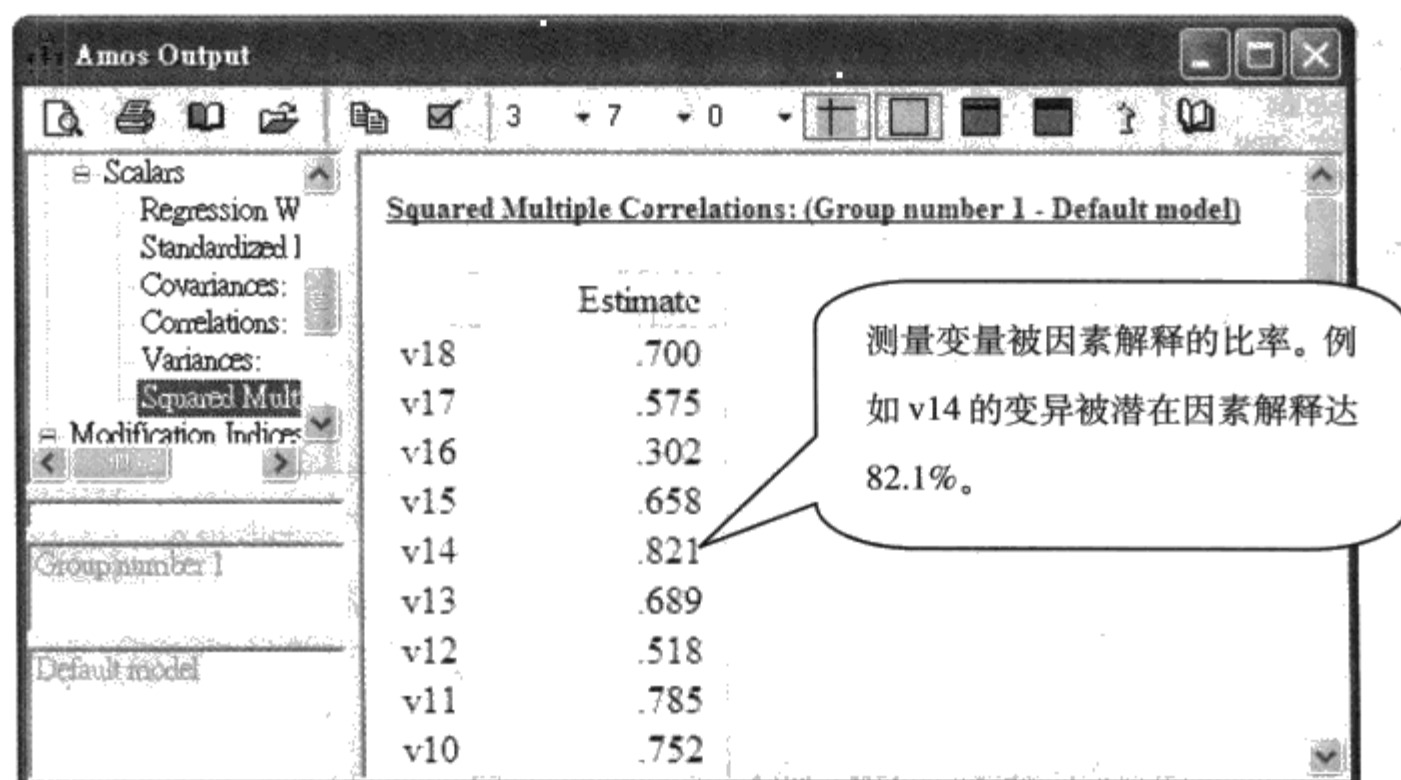 Amos Output
3 7 0
Scalars
Regression W
Standardized l
Covariances:
Correlations:
Variances:
Squared Mult
Modification Indices
Group number 1
Default model
Squared Multiple Correlations: (Group number 1 - Default model)
Estimate
v18 .700
v17 .575
v16 .302
v15 .658
v14 .821
v13 .689
v12 .518
v11 .785
v10 .752
测量变量被因素解释的比率。例
如 v14 的变异被潜在因素解释达
82.1%。